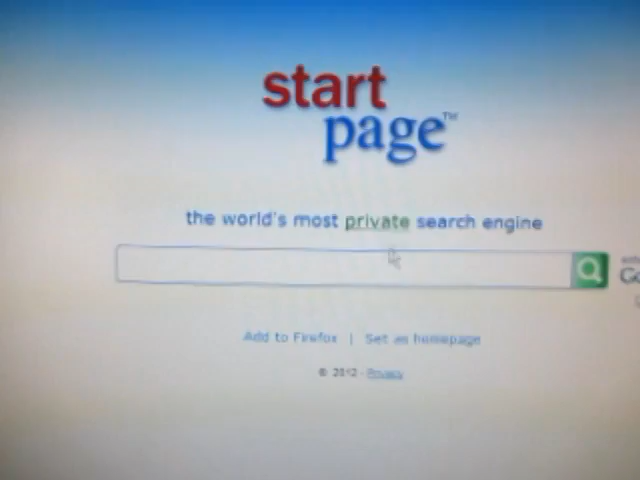 start
page™
the world's most private search engine
Add to Firefox | Set as homepage
© 2012 - Privacy